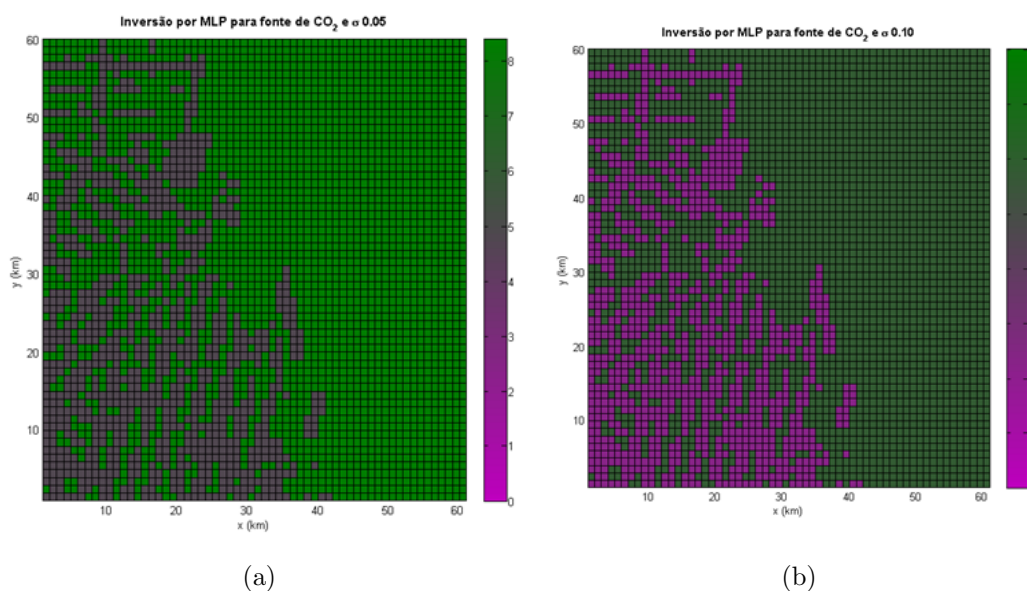 Inversão por MLP para fonte de CO2 e σ 0.05
60
50
40
30
20
10
y (km)
10 20 30 40 50 60
x (km)
8
7
6
5
4
3
2
1
0
(a)
Inversão por MLP para fonte de CO2 e σ 0.10
60
50
40
30
20
10
y (km)
10 20 30 40 50 60
x (km)
(b)